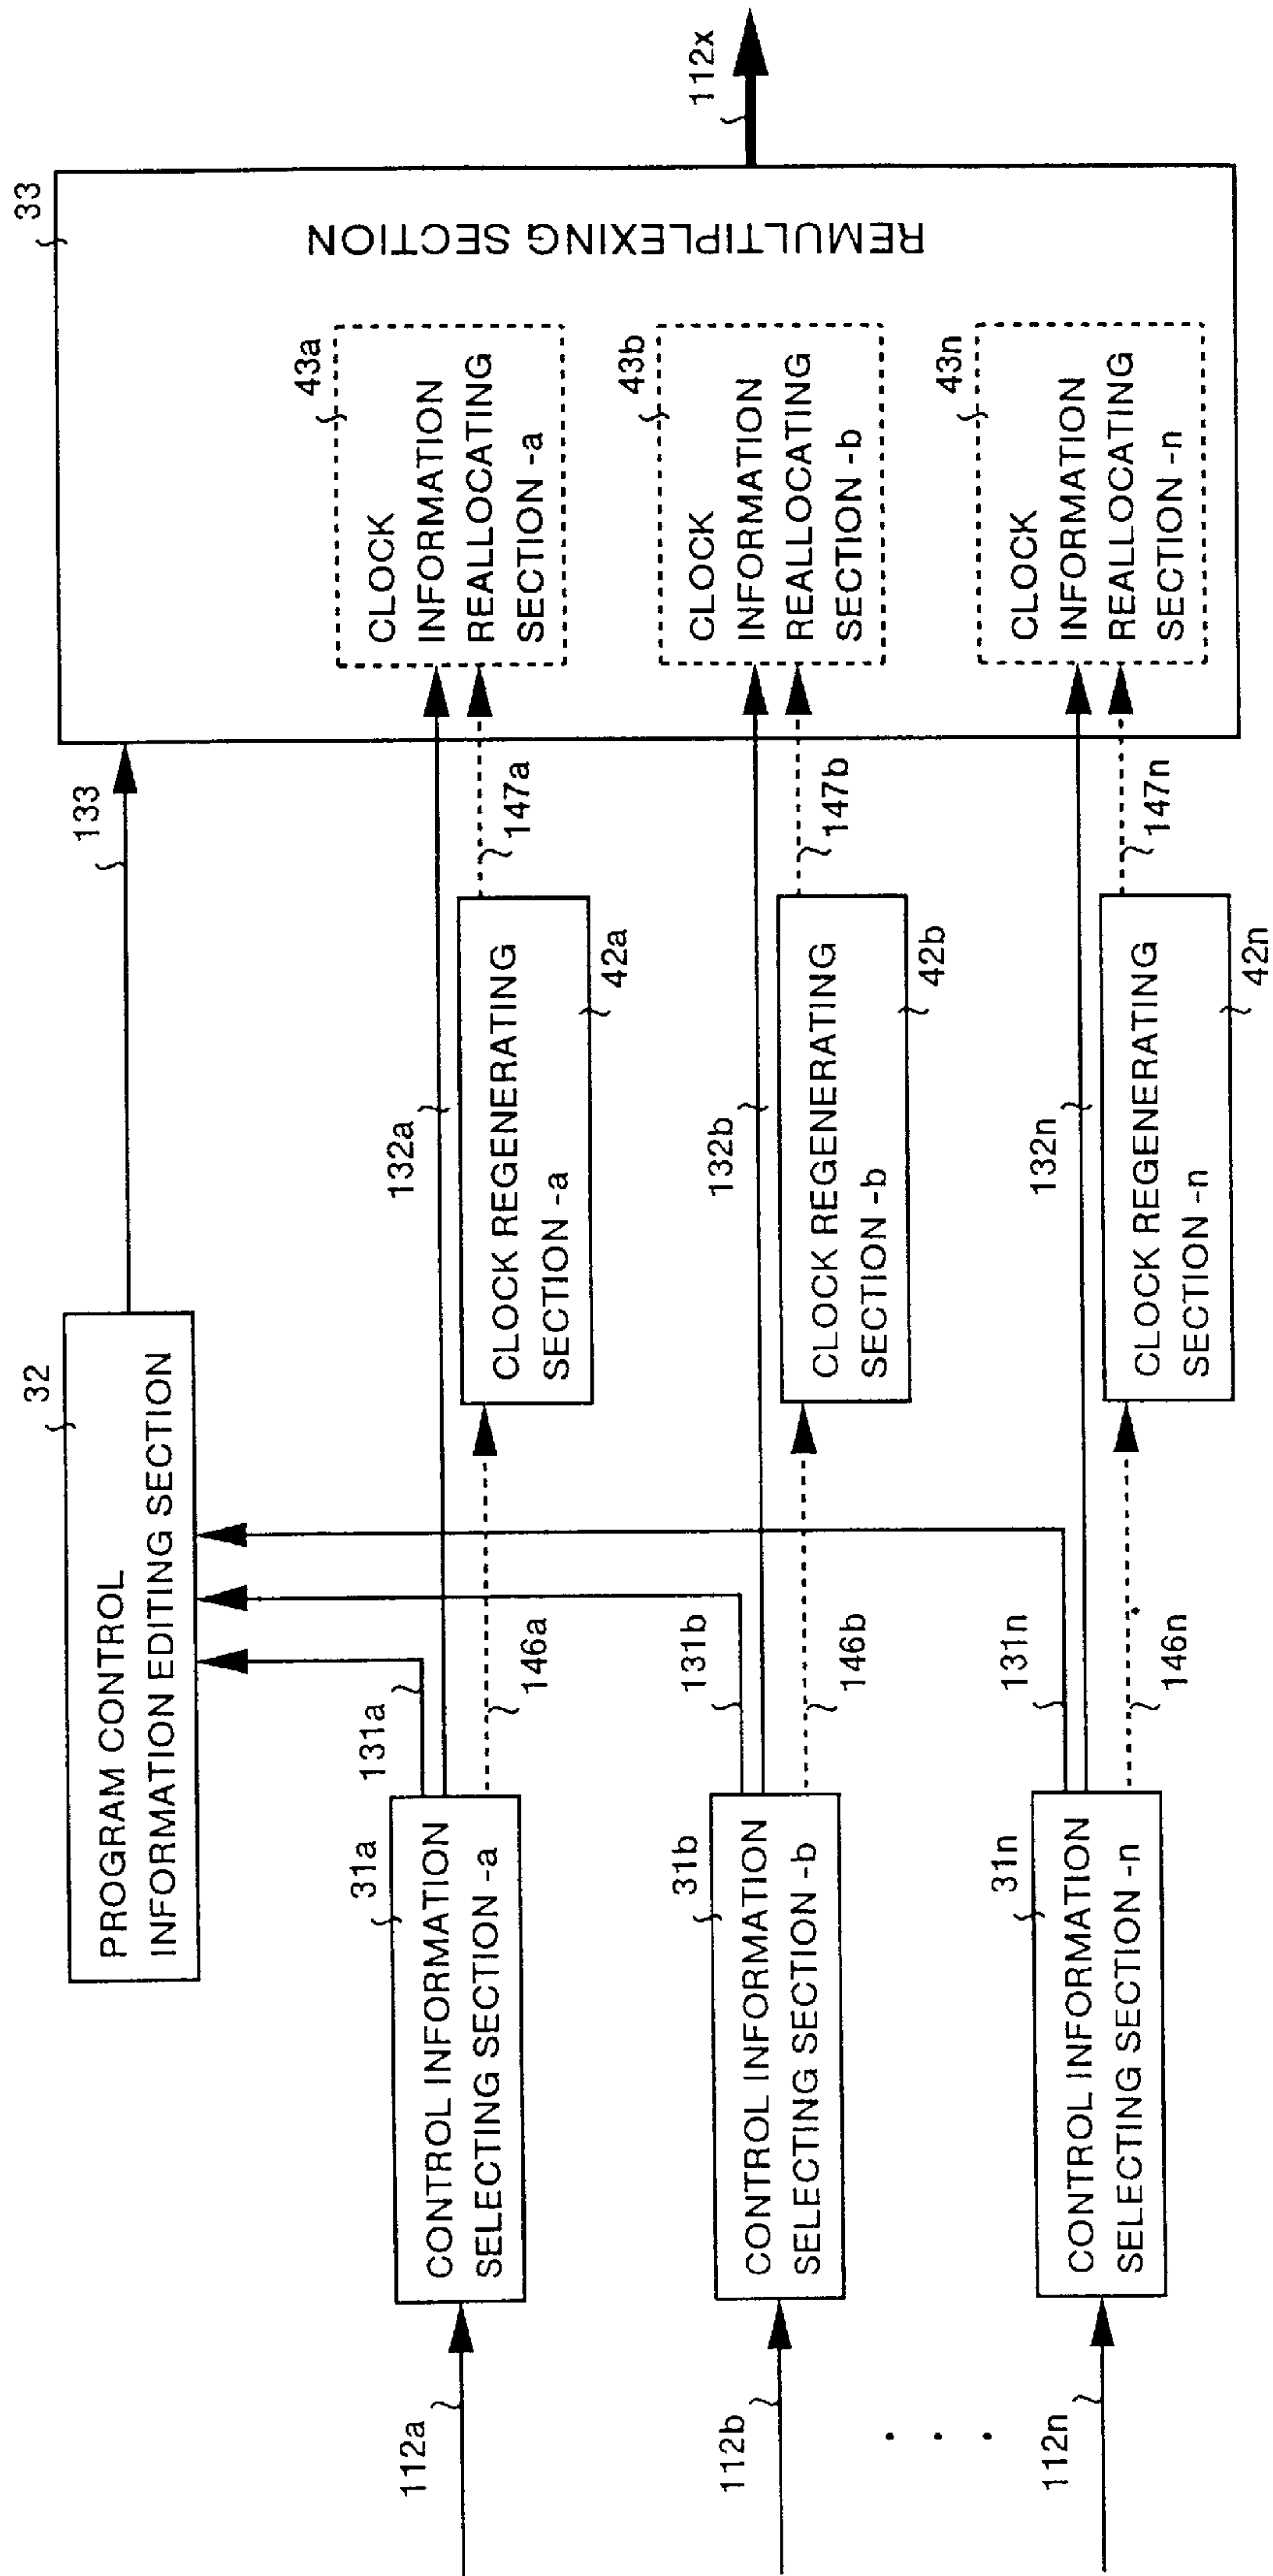 32
PROGRAM CONTROL
INFORMATION EDITING SECTION
133
33
REMULTIPLEXING SECTION
112x
112a
31a
CONTROL INFORMATION
SELECTING SECTION -a
131a
132a
146a
CLOCK REGENERATING
SECTION -a
42a
147a
43a
CLOCK
INFORMATION
REALLOCATING
SECTION -a
112b
31b
CONTROL INFORMATION
SELECTING SECTION -b
131b
132b
146b
CLOCK REGENERATING
SECTION -b
42b
147b
43b
CLOCK
INFORMATION
REALLOCATING
SECTION -b
. . .
112n
31n
CONTROL INFORMATION
SELECTING SECTION -n
131n
132n
146n
CLOCK REGENERATING
SECTION -n
42n
147n
43n
CLOCK
INFORMATION
REALLOCATING
SECTION -n